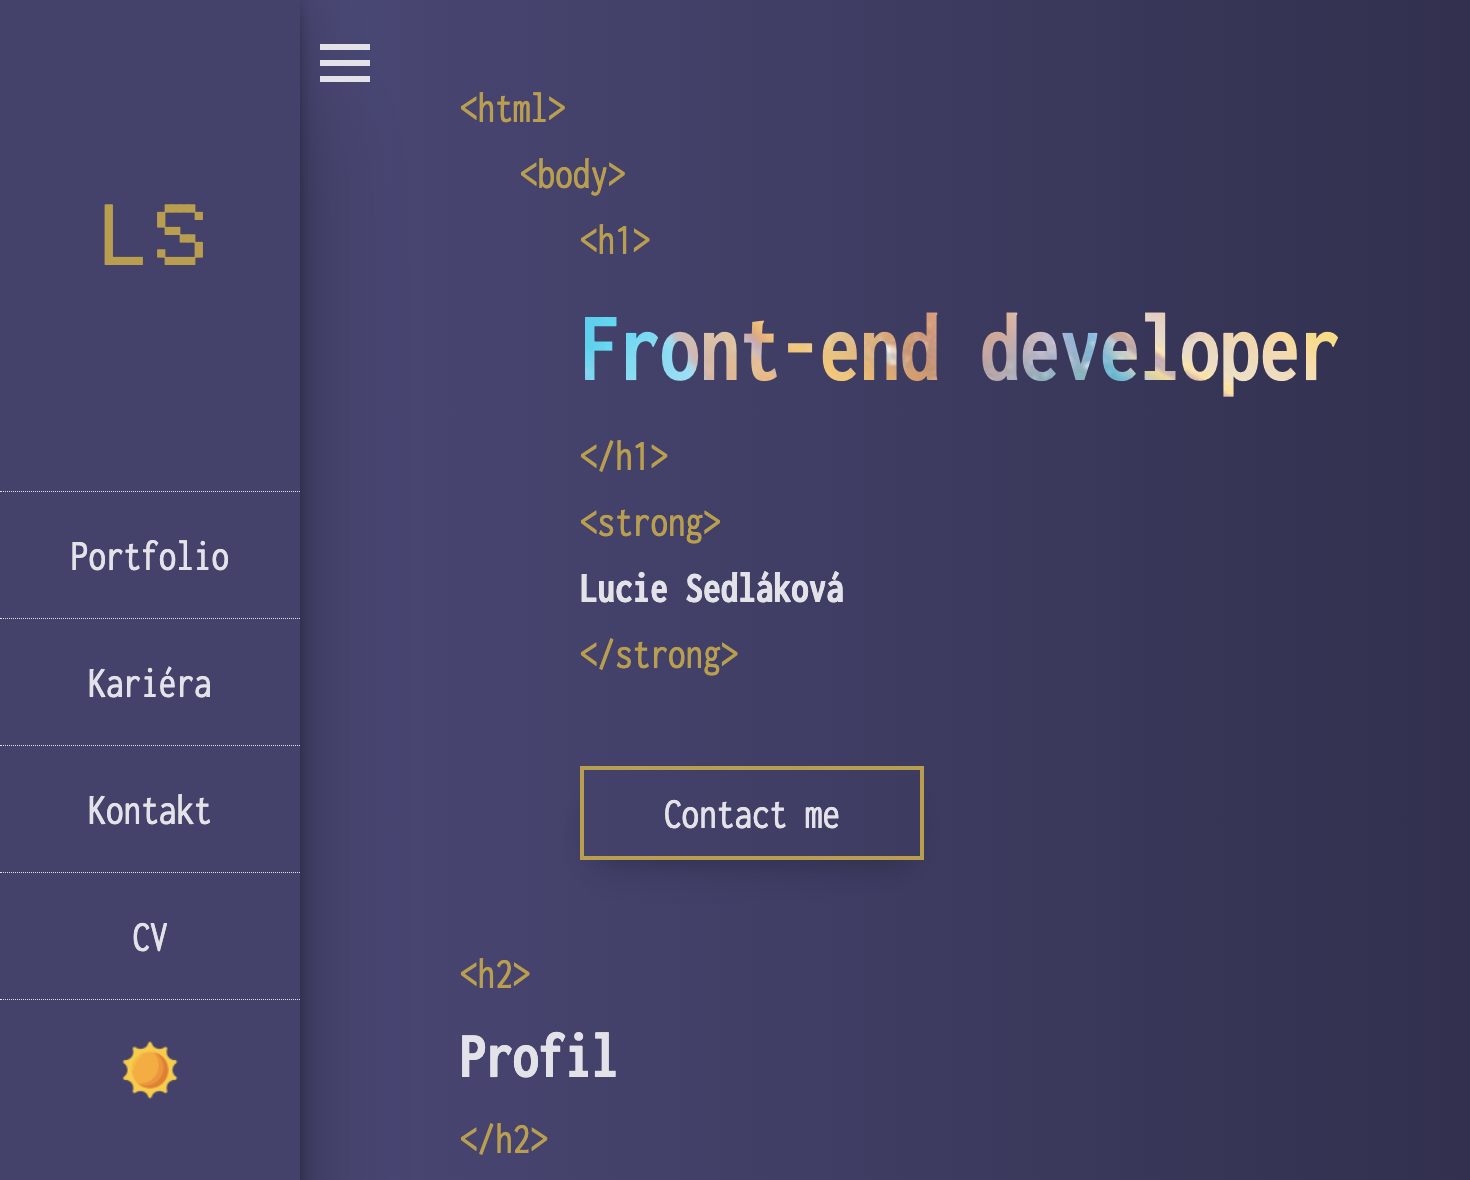 LS
Portfolio
Kariéra
Kontakt
CV
<html>
<body>
<h1>
Front-end developer
</h1>
<strong>
Lucie Sedláková
</strong>
Contact me
<h2>
Profil
</h2>